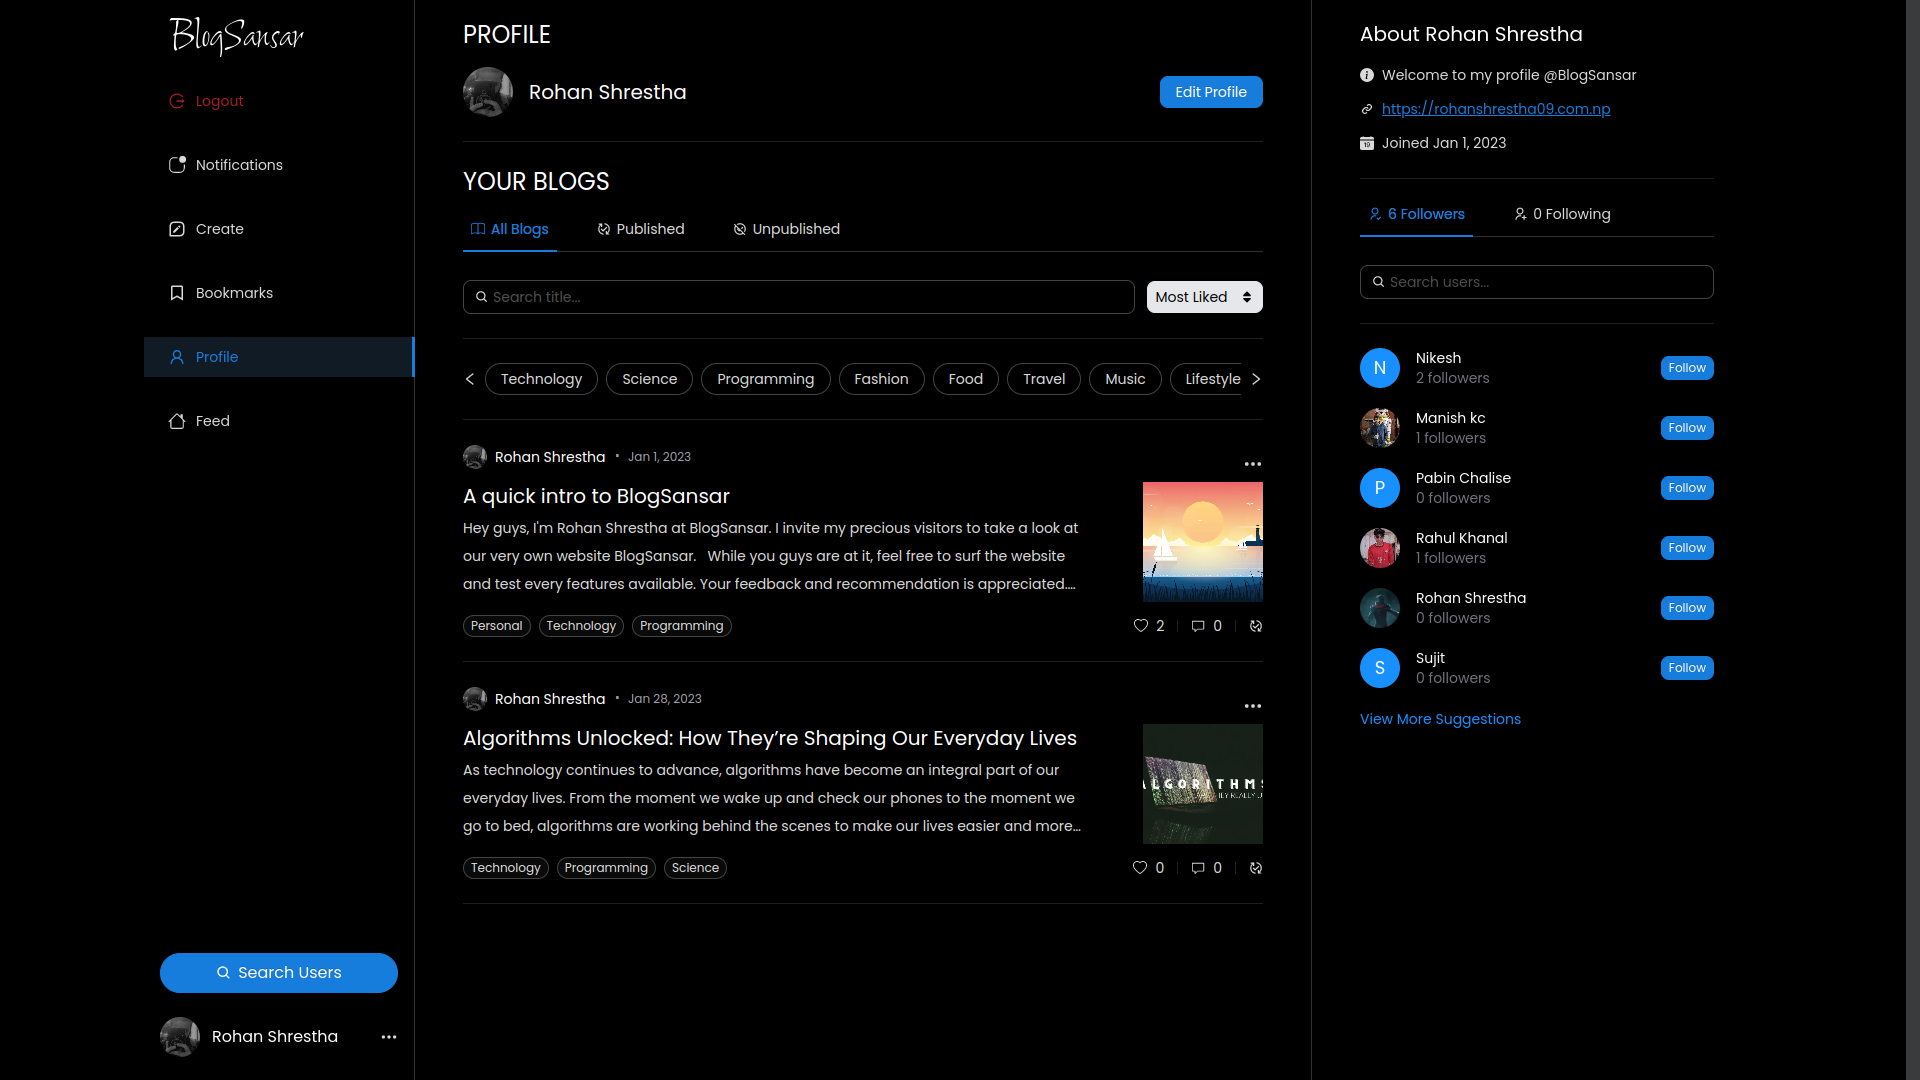 BlogSansar
Logout
Notifications
Create
Bookmarks
Profile
Feed
Search Users
Rohan Shrestha
PROFILE
Rohan Shrestha
Edit Profile
YOUR BLOGS
All Blogs Published Unpublished
Search title...
Most Liked
Technology Science Programming Fashion Food Travel Music Lifestyle
Rohan Shrestha • Jan 1, 2023
A quick intro to BlogSansar
Hey guys, I'm Rohan Shrestha at BlogSansar. I invite my precious visitors to take a look at
our very own website BlogSansar. While you guys are at it, feel free to surf the website
and test every features available. Your feedback and recommendation is appreciated....
Personal Technology Programming
2 0
Rohan Shrestha • Jan 28, 2023
Algorithms Unlocked: How They’re Shaping Our Everyday Lives
As technology continues to advance, algorithms have become an integral part of our
everyday lives. From the moment we wake up and check our phones to the moment we
go to bed, algorithms are working behind the scenes to make our lives easier and more...
ALGORITHMS
Technology Programming Science
0 0
About Rohan Shrestha
Welcome to my profile @BlogSansar
https://rohanshrestha09.com.np
Joined Jan 1, 2023
6 Followers 0 Following
Search users...
N
Nikesh
2 followers
Follow
Manish kc
1 followers
Follow
P
Pabin Chalise
0 followers
Follow
Rahul Khanal
1 followers
Follow
Rohan Shrestha
0 followers
Follow
S
Sujit
0 followers
Follow
View More Suggestions